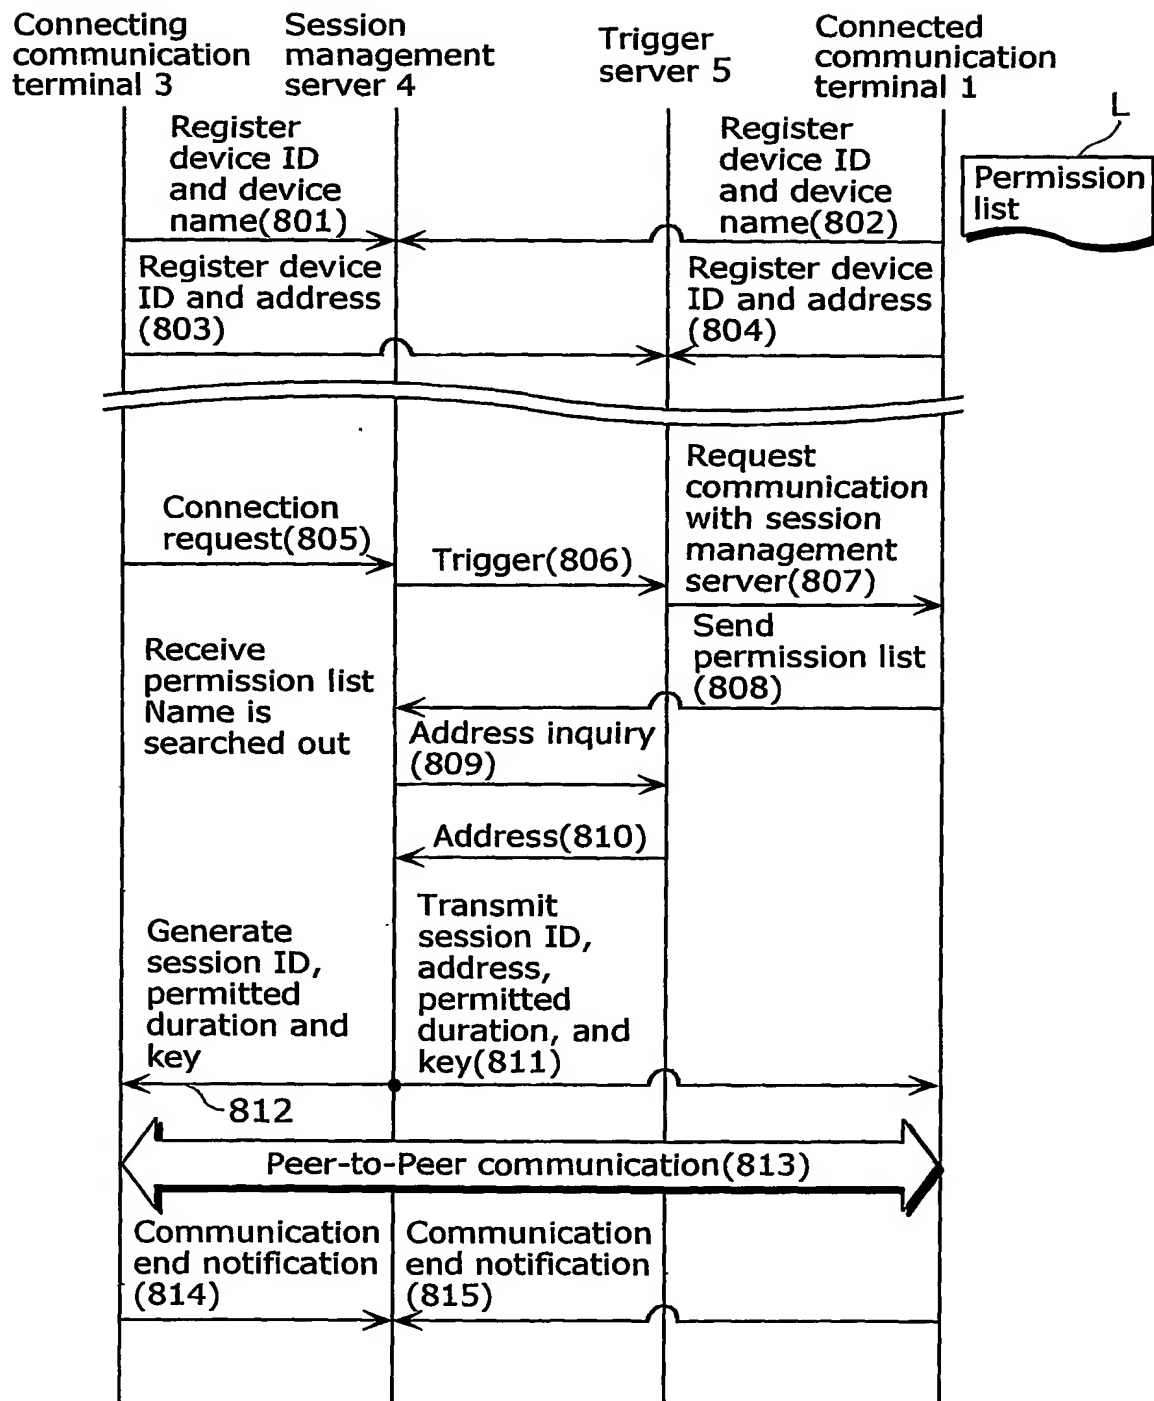 Connecting
communication
terminal 3
Session
management
server 4
Trigger
server 5
Connected
communication
terminal 1
L
Permission
list
Register
device ID
and device
name(801)
Register
device ID
and device
name(802)
Register device
ID and address
(803)
Register device
ID and address
(804)
Connection
request(805)
Trigger(806)
Request
communication
with session
management
server(807)
Send
permission list
(808)
Receive
permission list
Name is
searched out
Address inquiry
(809)
Address(810)
Generate
session ID,
permitted
duration and
key
Transmit
session ID,
address,
permitted
duration, and
key(811)
812
Peer-to-Peer communication(813)
Communication
end notification
(814)
Communication
end notification
(815)